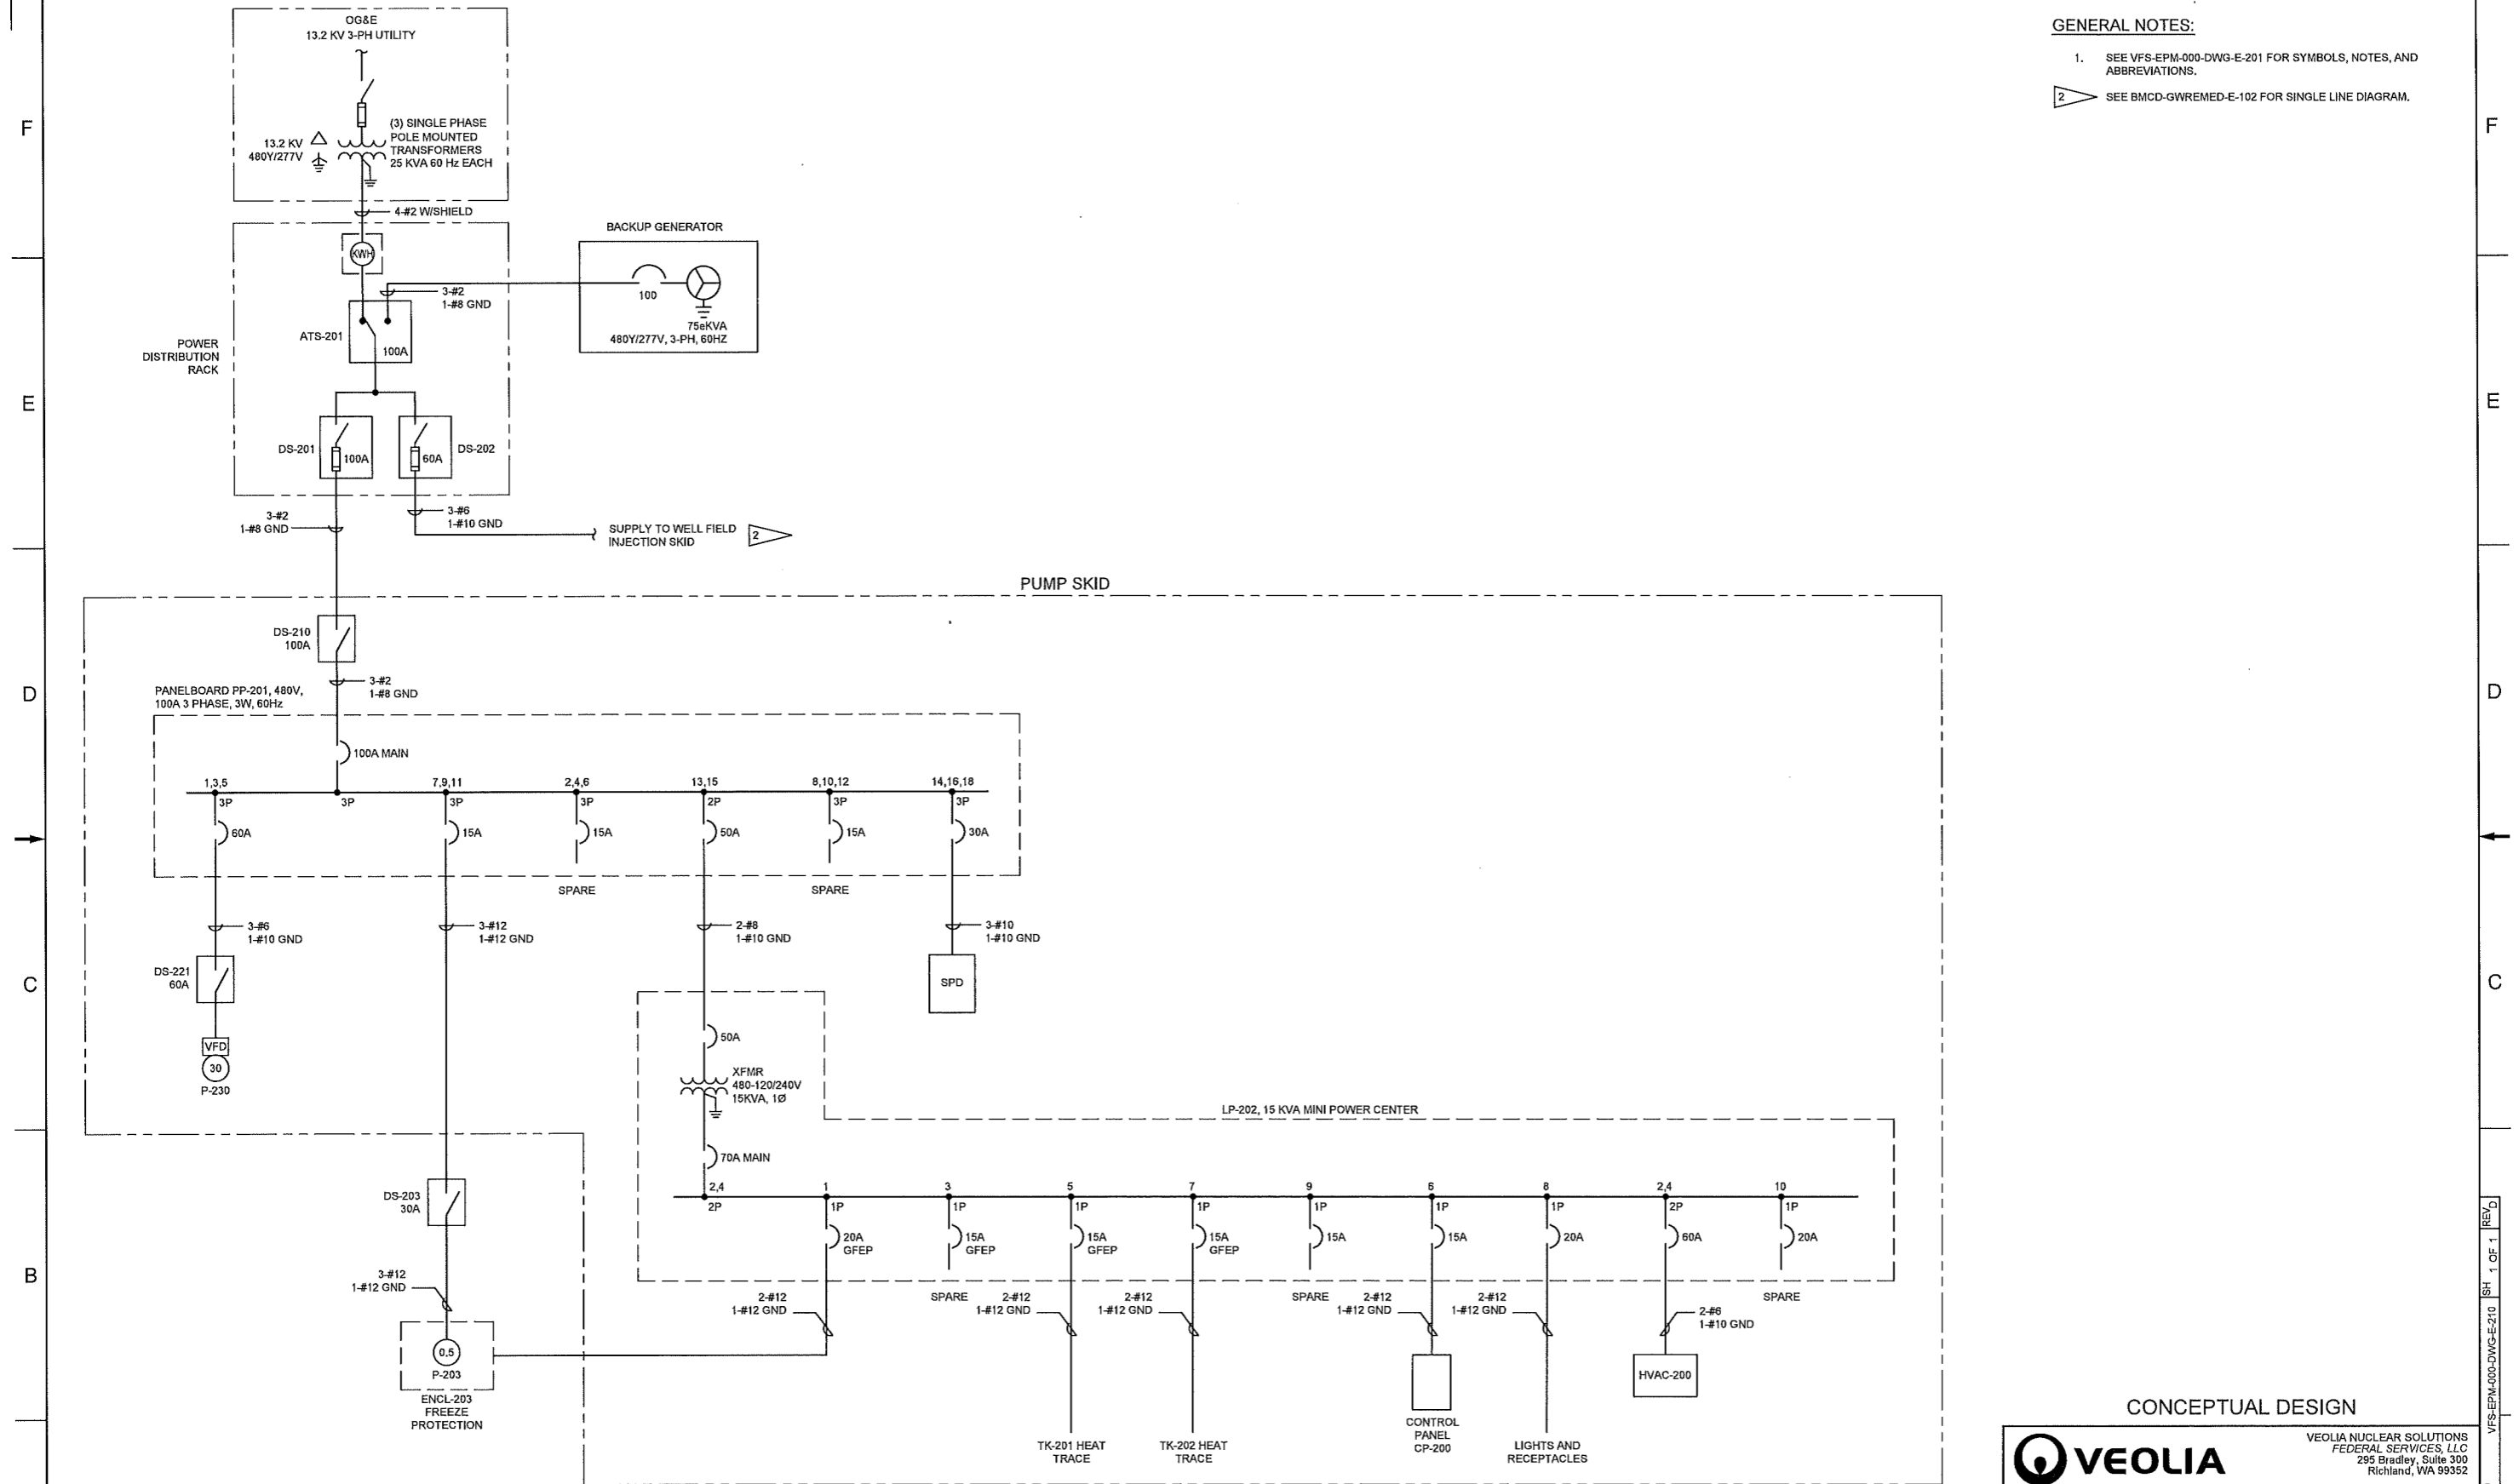 OG&E
13.2 KV 3-PH UTILITY
(3) SINGLE PHASE
POLE MOUNTED
TRANSFORMERS
25 KVA 60 Hz EACH
13.2 KV
480Y/277V
4-#2 W/SHIELD
KWH
BACKUP GENERATOR
100
75eKVA
480Y/277V, 3-PH, 60HZ
3-#2
1-#8 GND
ATS-201
100A
POWER
DISTRIBUTION
RACK
DS-201
100A
60A
DS-202
3-#2
1-#8 GND
3-#6
1-#10 GND
SUPPLY TO WELL FIELD
INJECTION SKID
2
GENERAL NOTES:
1. SEE VFS-EPM-000-DWG-E-201 FOR SYMBOLS, NOTES, AND
ABBREVIATIONS.
2 SEE BMCD-GWREMED-E-102 FOR SINGLE LINE DIAGRAM.
F
F
E
E
D
D
C
C
B
PUMP SKID
DS-210
100A
3-#2
1-#8 GND
PANELBOARD PP-201, 480V,
100A 3 PHASE, 3W, 60Hz
100A MAIN
1,3,5 7,9,11 2,4,6 13,15 8,10,12 14,16,18
3P 3P 3P 3P 2P 3P 3P
60A 15A 15A 50A 15A 30A
SPARE SPARE
3-#6
1-#10 GND
3-#12
1-#12 GND
2-#8
1-#10 GND
3-#10
1-#10 GND
DS-221
60A
SPD
VFD
30
P-230
50A
XFMR
480-120/240V
15KVA, 1Ø
LP-202, 15 KVA MINI POWER CENTER
70A MAIN
2,4 1 3 5 7 9 6 8 2,4 10
2P 1P 1P 1P 1P 1P 1P 1P 2P 1P
20A
GFEP
15A
GFEP
15A
GFEP
15A
GFEP
15A
15A
20A
60A
20A
DS-203
30A
3-#12
1-#12 GND
0.5
P-203
ENCL-203
FREEZE
PROTECTION
2-#12
1-#12 GND
SPARE
2-#12
1-#12 GND
2-#12
1-#12 GND
SPARE
2-#12
1-#12 GND
2-#12
1-#12 GND
2-#6
1-#10 GND
SPARE
HVAC-200
TK-201 HEAT
TRACE
TK-202 HEAT
TRACE
CONTROL
PANEL
CP-200
LIGHTS AND
RECEPTACLES
CONCEPTUAL DESIGN
VEOLIA
VEOLIA NUCLEAR SOLUTIONS
FEDERAL SERVICES, LLC
295 Bradley, Suite 300
Richland, WA 99352
VFS-EPM-000-DWG-E-210 SH 1 OF 1 REV D